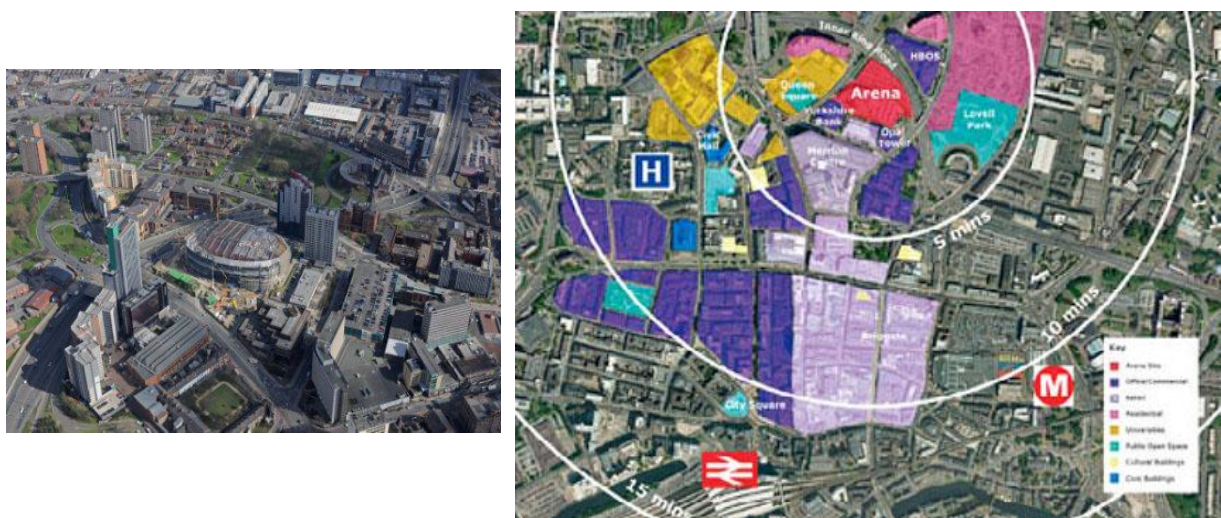 Inner Ring Road
HBOS
Queen
Square
Arena
Yorkshire
Bank
Lovell
Park
Opal
Tower
Civic
Hall
Merrion
Centre
H
5 mins
10 mins
Key
Arena Site
Office/Commercial
Retail
Residential
Universities
Public Open Space
Cultural Buildings
Civic Buildings
M
City Square
15 mins